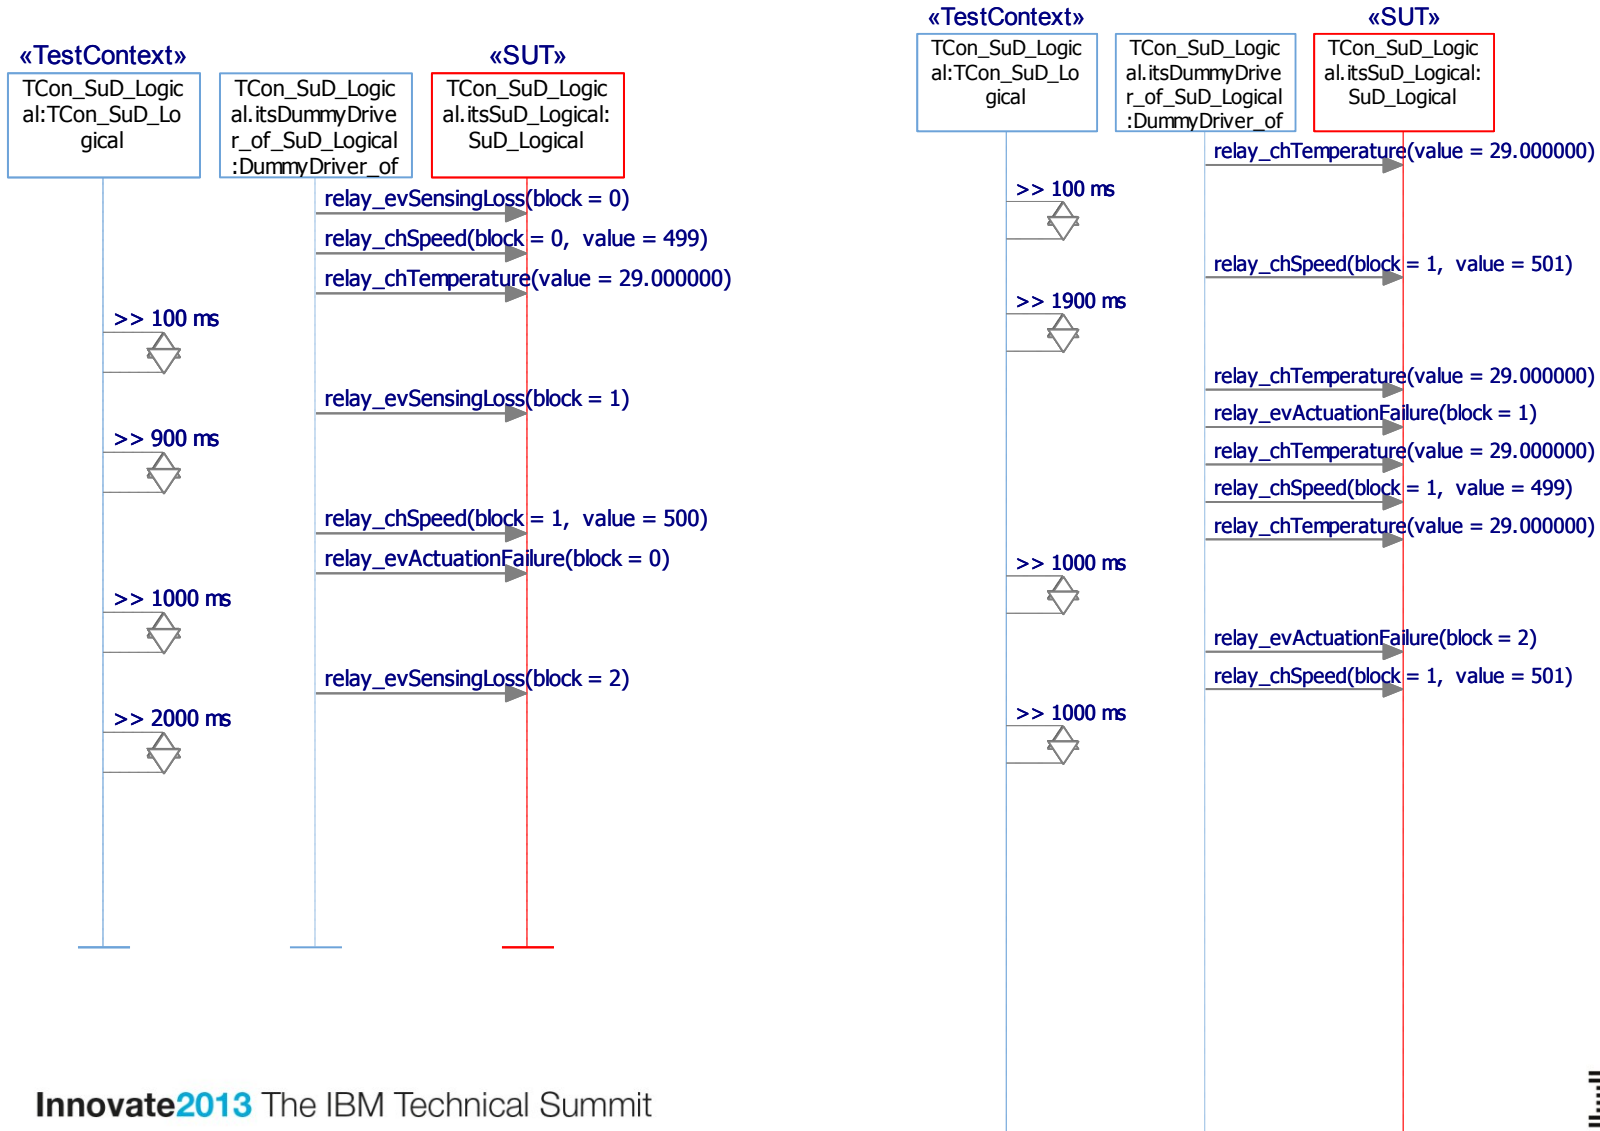 «TestContext»
«SUT»
TCon_SuD_Logic
al:TCon_SuD_Lo
gical
TCon_SuD_Logic
al.itsDummyDrive
r_of_SuD_Logical
:DummyDriver_of
TCon_SuD_Logic
al.itsSuD_Logical:
SuD_Logical
relay_evSensingLoss(block = 0)
relay_chSpeed(block = 0, value = 499)
relay_chTemperature(value = 29.000000)
>> 100 ms
relay_evSensingLoss(block = 1)
>> 900 ms
relay_chSpeed(block = 1, value = 500)
relay_evActuationFailure(block = 0)
>> 1000 ms
relay_evSensingLoss(block = 2)
>> 2000 ms
«TestContext»
«SUT»
TCon_SuD_Logic
al:TCon_SuD_Lo
gical
TCon_SuD_Logic
al.itsDummyDrive
r_of_SuD_Logical
:DummyDriver_of
TCon_SuD_Logic
al.itsSuD_Logical:
SuD_Logical
relay_chTemperature(value = 29.000000)
>> 100 ms
relay_chSpeed(block = 1, value = 501)
>> 1900 ms
relay_chTemperature(value = 29.000000)
relay_evActuationFailure(block = 1)
relay_chTemperature(value = 29.000000)
relay_chSpeed(block = 1, value = 499)
relay_chTemperature(value = 29.000000)
>> 1000 ms
relay_evActuationFailure(block = 2)
relay_chSpeed(block = 1, value = 501)
>> 1000 ms
Innovate2013 The IBM Technical Summit